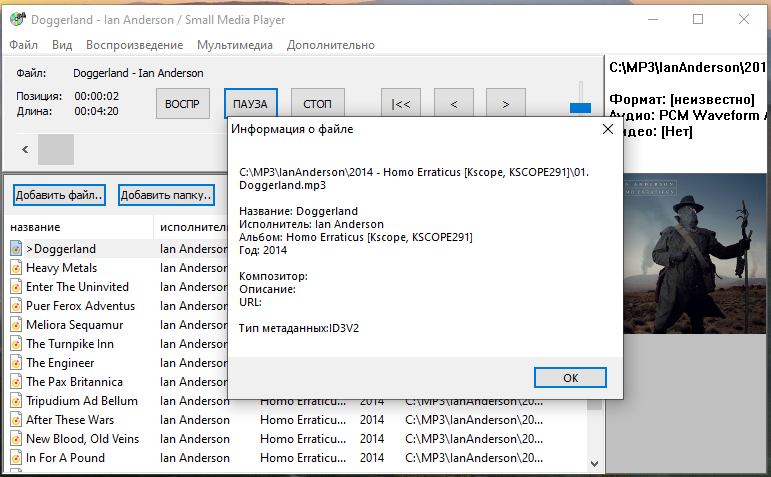 Doggerland - Ian Anderson / Small Media Player
Файл Вид Воспроизведение Мультимедиа Дополнительно
Файл: Doggerland - Ian Anderson
Позиция: 00:00:02
Длина: 00:04:20
ВОСПР ПАУЗА СТОП |<< < >
C:\MP3\IanAnderson\201
Формат: [неизвестно]
Аудио: PCM Waveform A
[Нет]
Информация о файле
C:\MP3\IanAnderson\2014 - Homo Erraticus [Kscope, KSCOPE291]\01.
Doggerland.mp3
Название: Doggerland
Исполнитель: Ian Anderson
Альбом: Homo Erraticus [Kscope, KSCOPE291]
Год: 2014
Композитор:
Описание:
URL:
Тип метаданных:ID3V2
OK
Добавить файл.. Добавить папку..
название исполнитель
>Doggerland Ian Anderson
Heavy Metals Ian Anderson
Enter The Uninvited Ian Anderson
Puer Ferox Adventus Ian Anderson
Meliora Sequamur Ian Anderson
The Turnpike Inn Ian Anderson
The Engineer Ian Anderson
The Pax Britannica Ian Anderson
Tripudium Ad Bellum Ian Anderson Homo Erraticu... 2014 C:\MP3\IanAnderson\20...
After These Wars Ian Anderson Homo Erraticu... 2014 C:\MP3\IanAnderson\20...
New Blood, Old Veins Ian Anderson Homo Erraticu... 2014 C:\MP3\IanAnderson\20...
In For A Pound Ian Anderson Homo Erraticu... 2014 C:\MP3\IanAnderson\20...